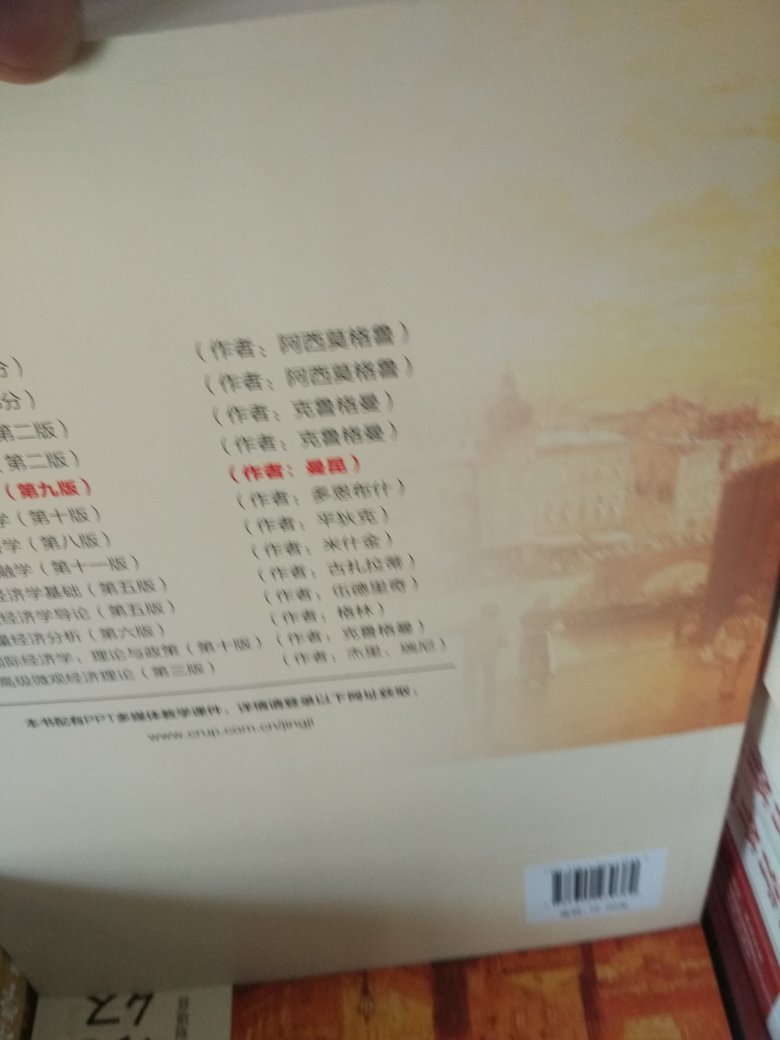 分） （作者：阿西莫格鲁）
分） （作者：阿西莫格鲁）
第二版） （作者：克鲁格曼）
（第二版） （作者：克鲁格曼）
（第九版） （作者：曼昆）
学（第十版） （作者：多恩布什）
学（第八版） （作者：平狄克）
融学（第十一版） （作者：米什金）
经济学基础（第五版） （作者：古扎拉蒂）
经济学导论（第五版） （作者：伍德里奇）
量经济分析（第六版） （作者：格林）
国际经济学：理论与政策（第十版） （作者：克鲁格曼）
高级微观经济理论（第三版） （作者：杰里、瑞尼）
本书配有PPT多媒体教学课件，详情请登录以下网址获取：
www.crup.com.cn/jingji